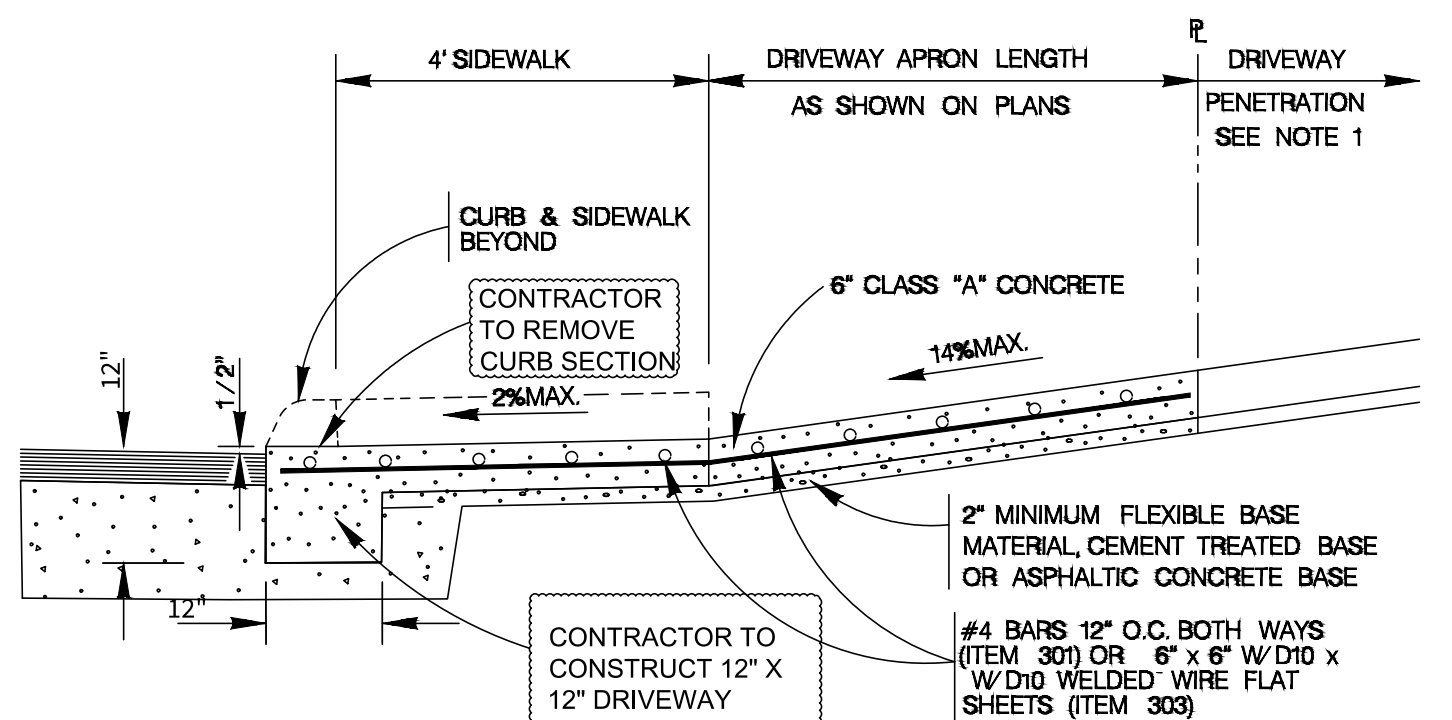 PL
4' SIDEWALK
DRIVEWAY APRON LENGTH
AS SHOWN ON PLANS
DRIVEWAY
PENETRATION
SEE NOTE 1
CURB & SIDEWALK
BEYOND
CONTRACTOR
TO REMOVE
CURB SECTION
6" CLASS "A" CONCRETE
14% MAX.
12"
1/2"
2% MAX.
2" MINIMUM FLEXIBLE BASE
MATERIAL, CEMENT TREATED BASE
OR ASPHALTIC CONCRETE BASE
12"
CONTRACTOR TO
CONSTRUCT 12" X
12" DRIVEWAY
#4 BARS 12" O.C. BOTH WAYS
(ITEM 301) OR 6" x 6" W/D10 x
W/D10 WELDED WIRE FLAT
SHEETS (ITEM 303)